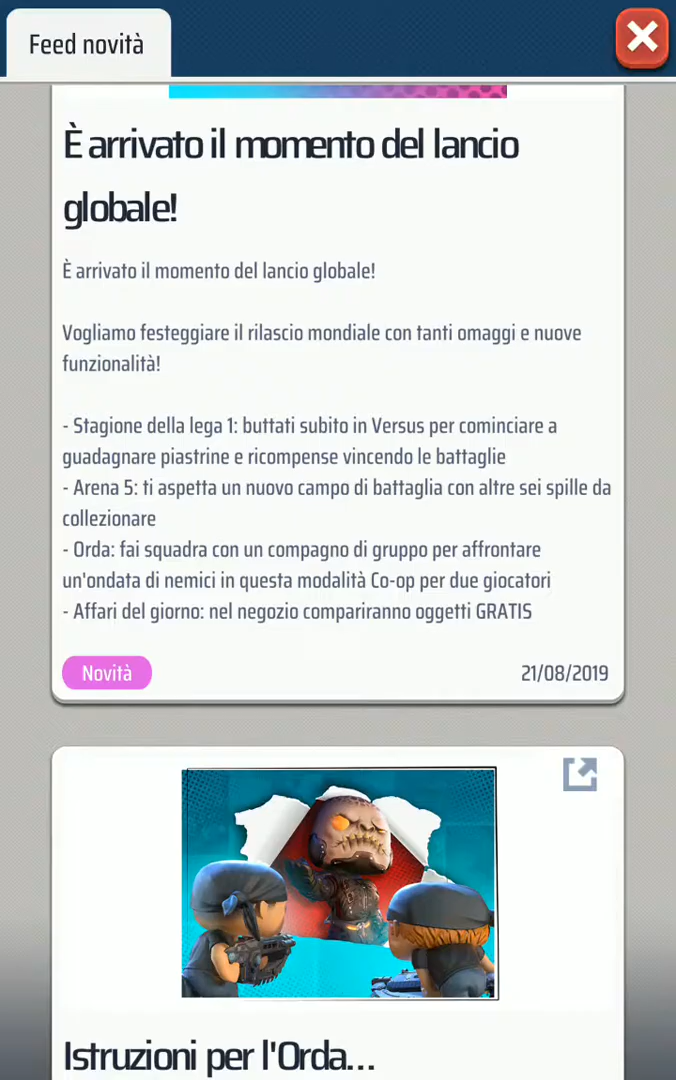 Feed novità
È arrivato il momento del lancio
globale!
È arrivato il momento del lancio globale!
Vogliamo festeggiare il rilascio mondiale con tanti omaggi e nuove
funzionalità!
- Stagione della lega 1: buttati subito in Versus per cominciare a
guadagnare piastrine e ricompense vincendo le battaglie
- Arena 5: ti aspetta un nuovo campo di battaglia con altre sei spille da
collezionare
- Orda: fai squadra con un compagno di gruppo per affrontare
un'ondata di nemici in questa modalità Co-op per due giocatori
- Affari del giorno: nel negozio compariranno oggetti GRATIS
Novità
21/08/2019
Istruzioni per l'Orda...